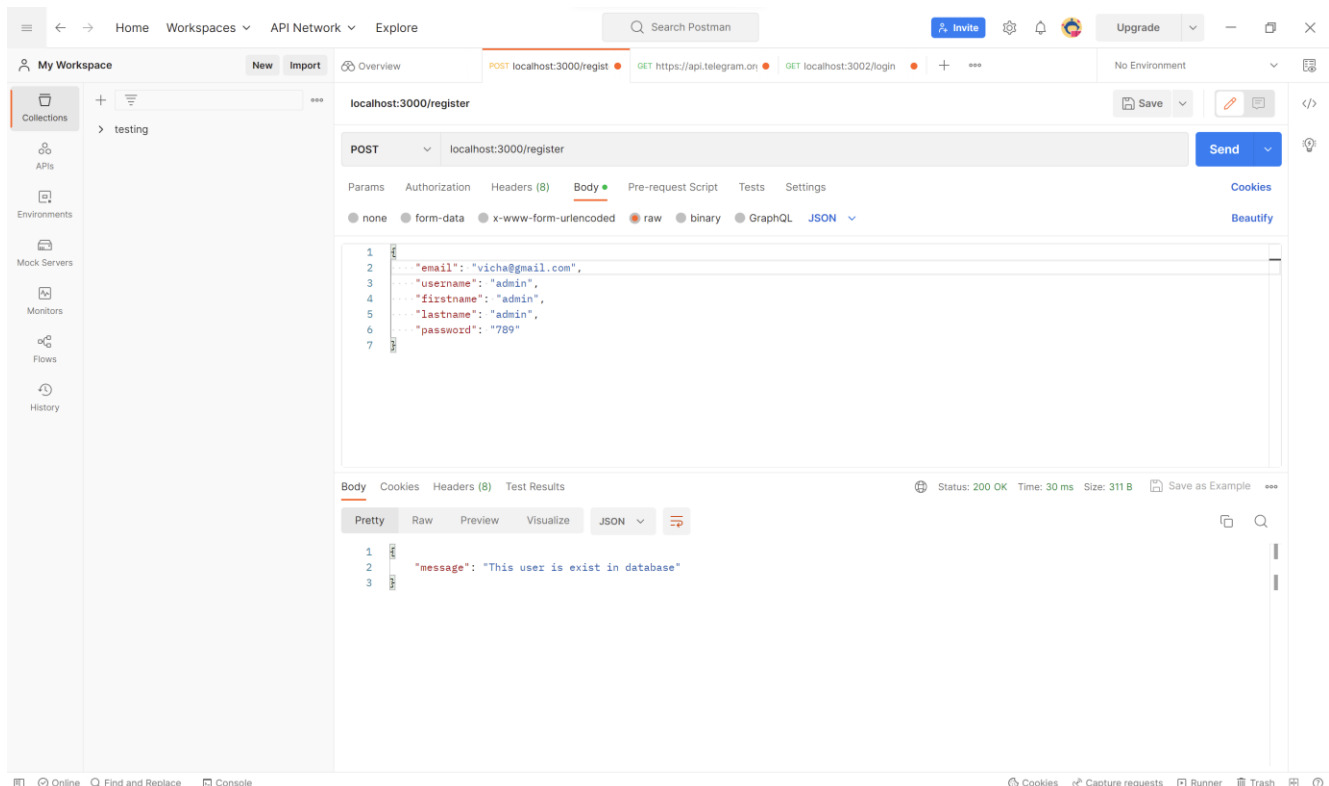 Home Workspaces API Network Explore Search Postman Invite Upgrade
My Workspace New Import Overview POST localhost:3000/regist GET https://api.telegram.or GET localhost:3002/login No Environment
Collections
testing
APIs
Environments
Mock Servers
Monitors
Flows
History
localhost:3000/register Save
POST localhost:3000/register Send
Params Authorization Headers (8) Body Pre-request Script Tests Settings Cookies
none form-data x-www-form-urlencoded raw binary GraphQL JSON Beautify
1 {
2 "email": "vicha@gmail.com",
3 "username": "admin",
4 "firstname": "admin",
5 "lastname": "admin",
6 "password": "789"
7 }
Body Cookies Headers (8) Test Results Status: 200 OK Time: 30 ms Size: 311 B Save as Example
Pretty Raw Preview Visualize JSON
1 {
2 "message": "This user is exist in database"
3 }
Online Find and Replace Console Cookies Capture requests Runner Trash